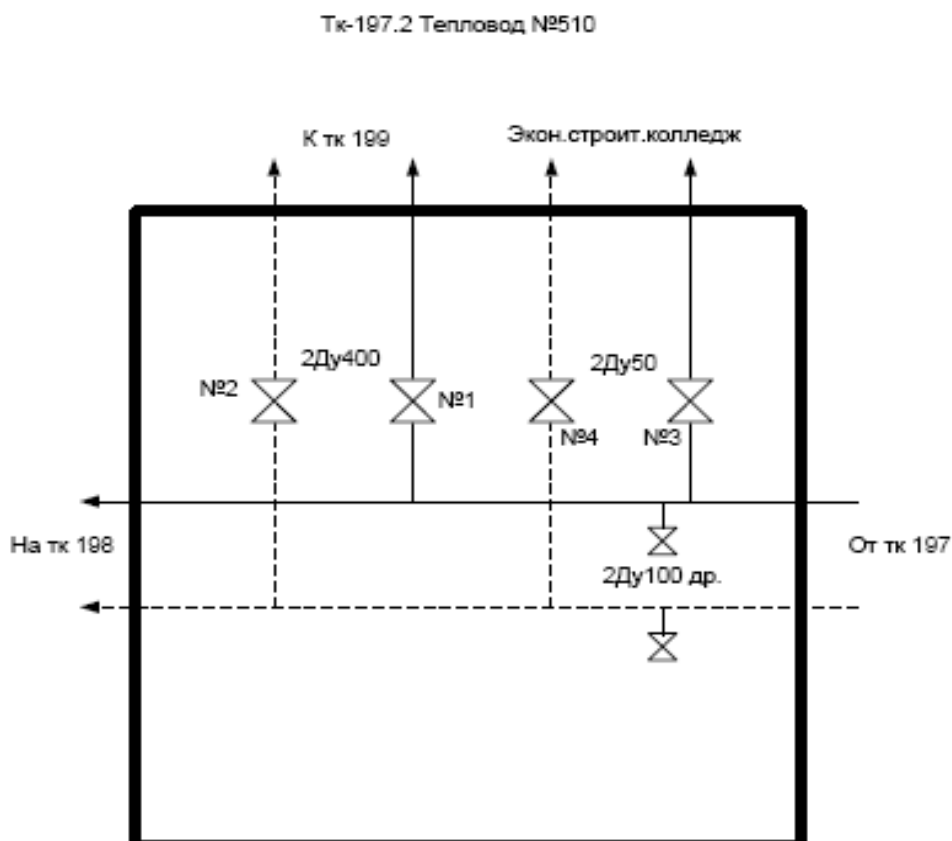 Тк-197.2 Тепловод №510
К тк 199
Экон.строит.колледж
2Ду400
2Ду50
№2
№1
№4
№3
На тк 198
От тк 197
2Ду100 др.